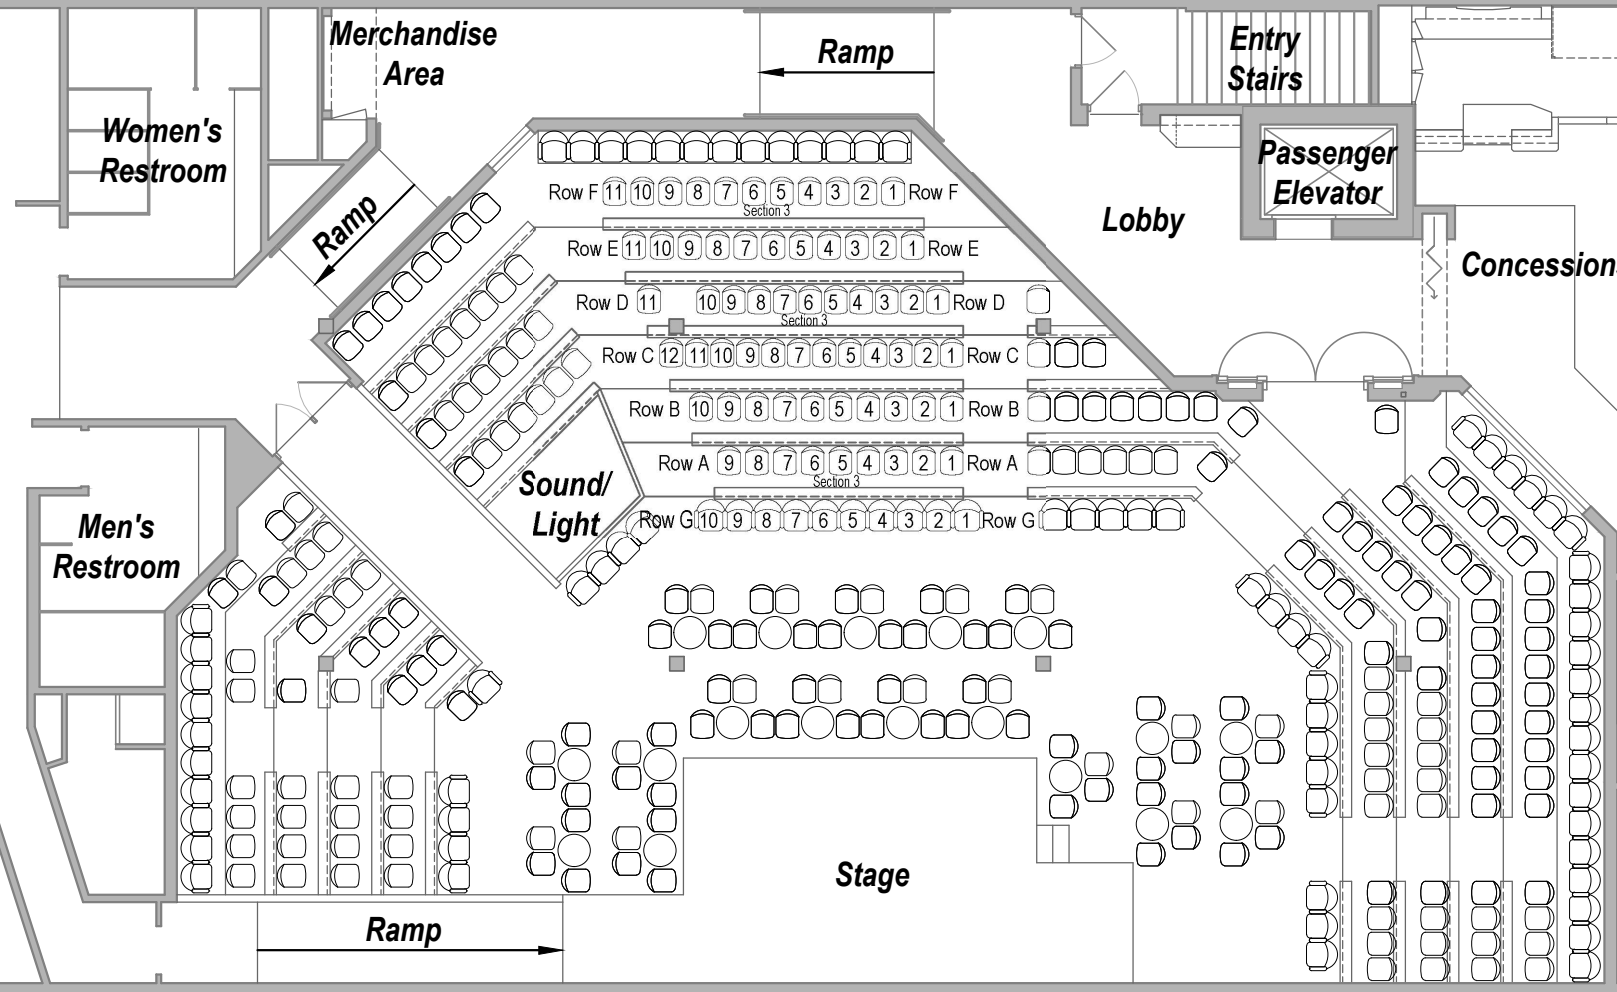 Merchandise
Area
Ramp
Entry
Stairs
Women's
Restroom
Passenger
Elevator
Row F 11 10 9 8 7 6 5 4 3 2 1 Row F
Section 3
Ramp
Lobby
Row E 11 10 9 8 7 6 5 4 3 2 1 Row E
Concessions
Row D 11 10 9 8 7 6 5 4 3 2 1 Row D
Section 3
Row C 12 11 10 9 8 7 6 5 4 3 2 1 Row C
Row B 10 9 8 7 6 5 4 3 2 1 Row B
Row A 9 8 7 6 5 4 3 2 1 Row A
Section 3
Sound/
Light
Row G 10 9 8 7 6 5 4 3 2 1 Row G
Men's
Restroom
Stage
Ramp